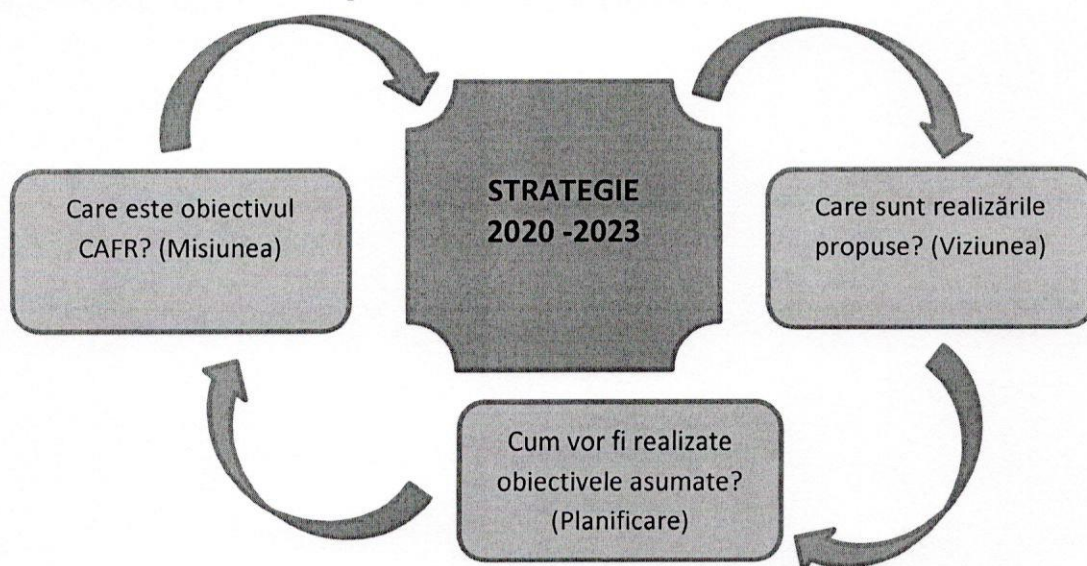 STRATEGIE
2020 -2023
Care este obiectivul
CAFR? (Misiunea)
Care sunt realizările
propuse? (Viziunea)
Cum vor fi realizate
obiectivele asumate?
(Planificare)